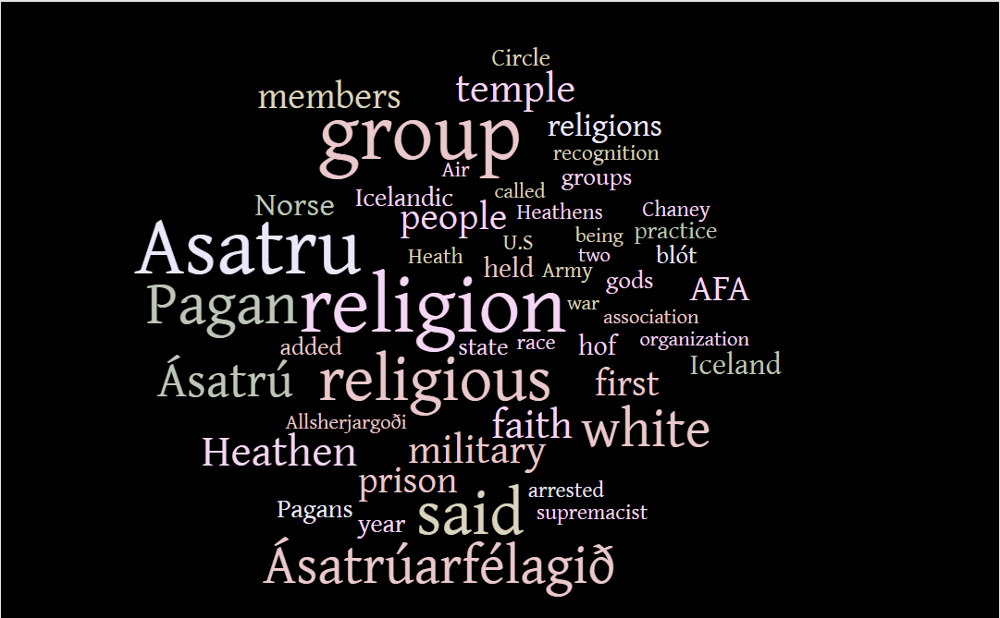 Circle
members temple
group religions
recognition
Air groups
Norse Icelandic called
people Heathens Chaney
Asatru being practice
Heath U.S two blót
held Army gods AFA
Pagan religion war
association
added state race hof organization
Iceland
Ásatrú religious first
Allsherjargoði faith white
Heathen military
prison arrested
Pagans said supremacist
year
Ásatrúarfélagið